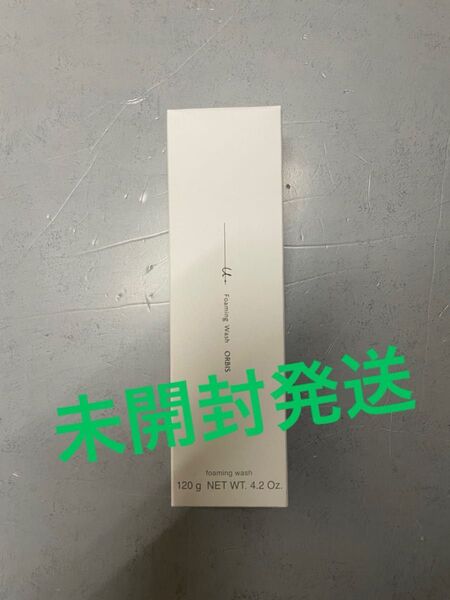 u.
Foaming Wash ORBIS
未開封発送
foaming wash
120 g NET WT. 4.2 Oz.